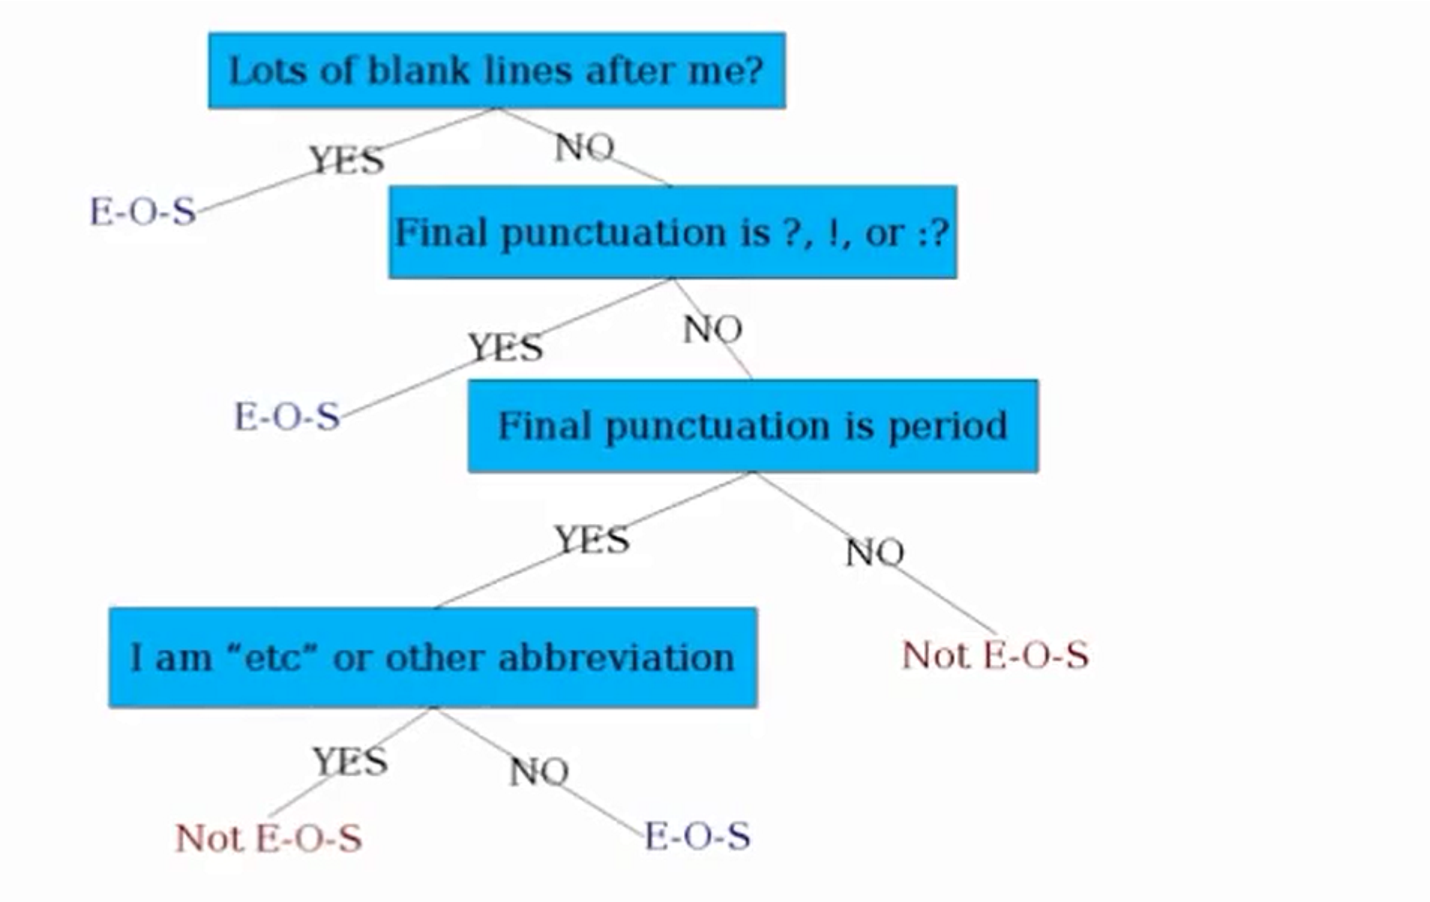 Lots of blank lines after me?
YES
NO
E-O-S
Final punctuation is ?, !, or :?
YES
NO
E-O-S
Final punctuation is period
YES
NO
I am “etc” or other abbreviation
Not E-O-S
YES
NO
Not E-O-S
E-O-S